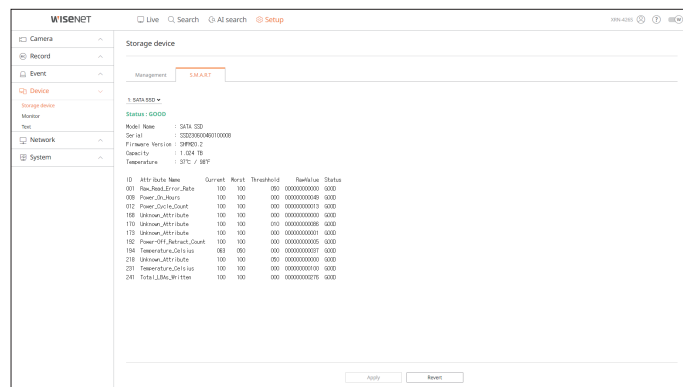 WISENET
Live Search AI search Setup
XRN-426S
Camera
Record
Event
Device
Storage device
Monitor
Text
Network
System
Storage device
Management S.M.A.R.T
1: SATA SSD
Status : GOOD
Model Name : SATA SSD
Serial : SSD230600460100008
Firmware Version : SHPM20.2
Capacity : 1.024 TB
Temperature : 37℃ / 98℉
ID Attribute Name Current Worst Threshhold RawValue Status
001 Raw_Read_Error_Rate 100 100 050 000000000000 GOOD
009 Power_On_Hours 100 100 000 000000000049 GOOD
012 Power_Cycle_Count 100 100 000 000000000013 GOOD
168 Unknown_Attribute 100 100 000 000000000000 GOOD
170 Unknown_Attribute 100 100 010 000000000086 GOOD
173 Unknown_Attribute 100 100 000 000000000001 GOOD
192 Power-Off_Retract_Count 100 100 000 000000000005 GOOD
194 Temperature_Celsius 063 050 000 000000000037 GOOD
218 Unknown_Attribute 100 100 050 000000000000 GOOD
231 Temperature_Celsius 100 100 000 000000000100 GOOD
241 Total_LBAs_Written 100 100 000 000000000276 GOOD
Apply Revert